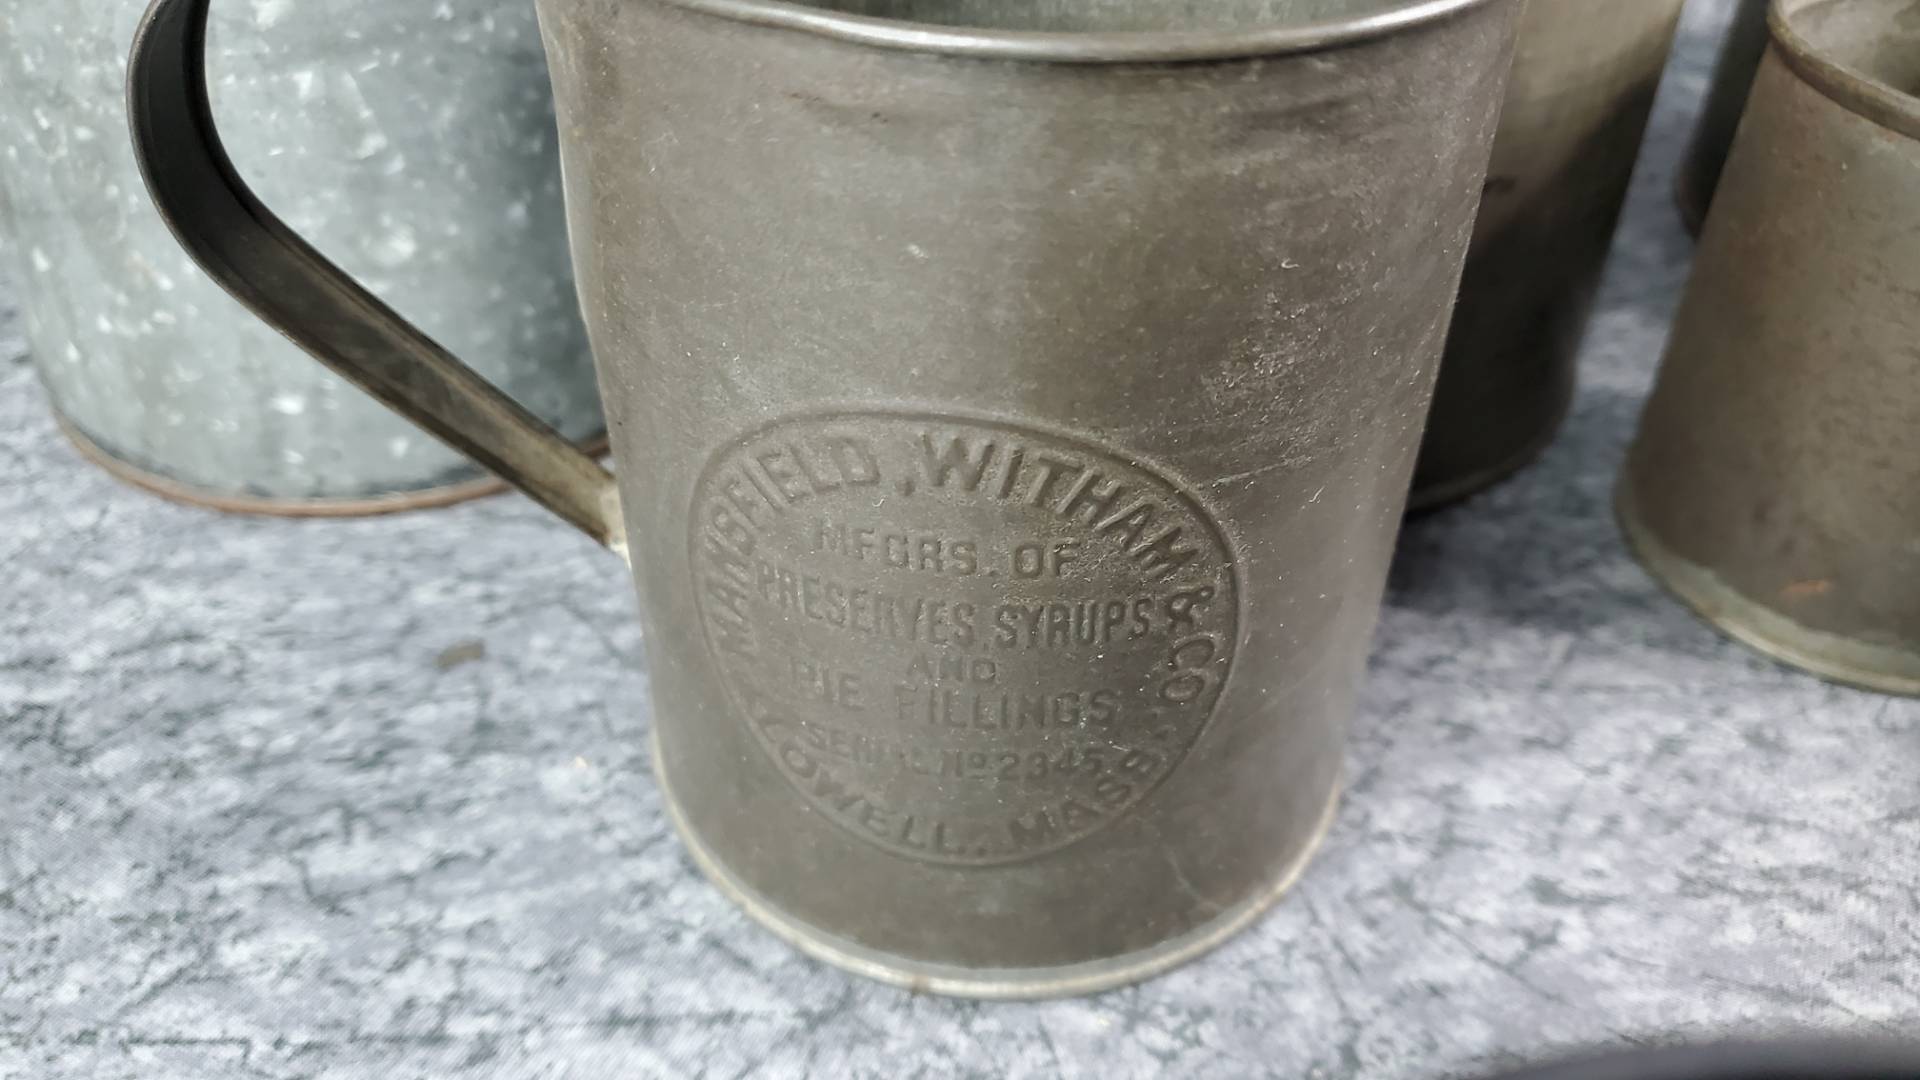 MANSFIELD, WITHAM & CO.
MFGRS. OF
PRESERVES, SYRUPS
AND
PIE FILLINGS
SERIAL No 2345
LOWELL, MASS.